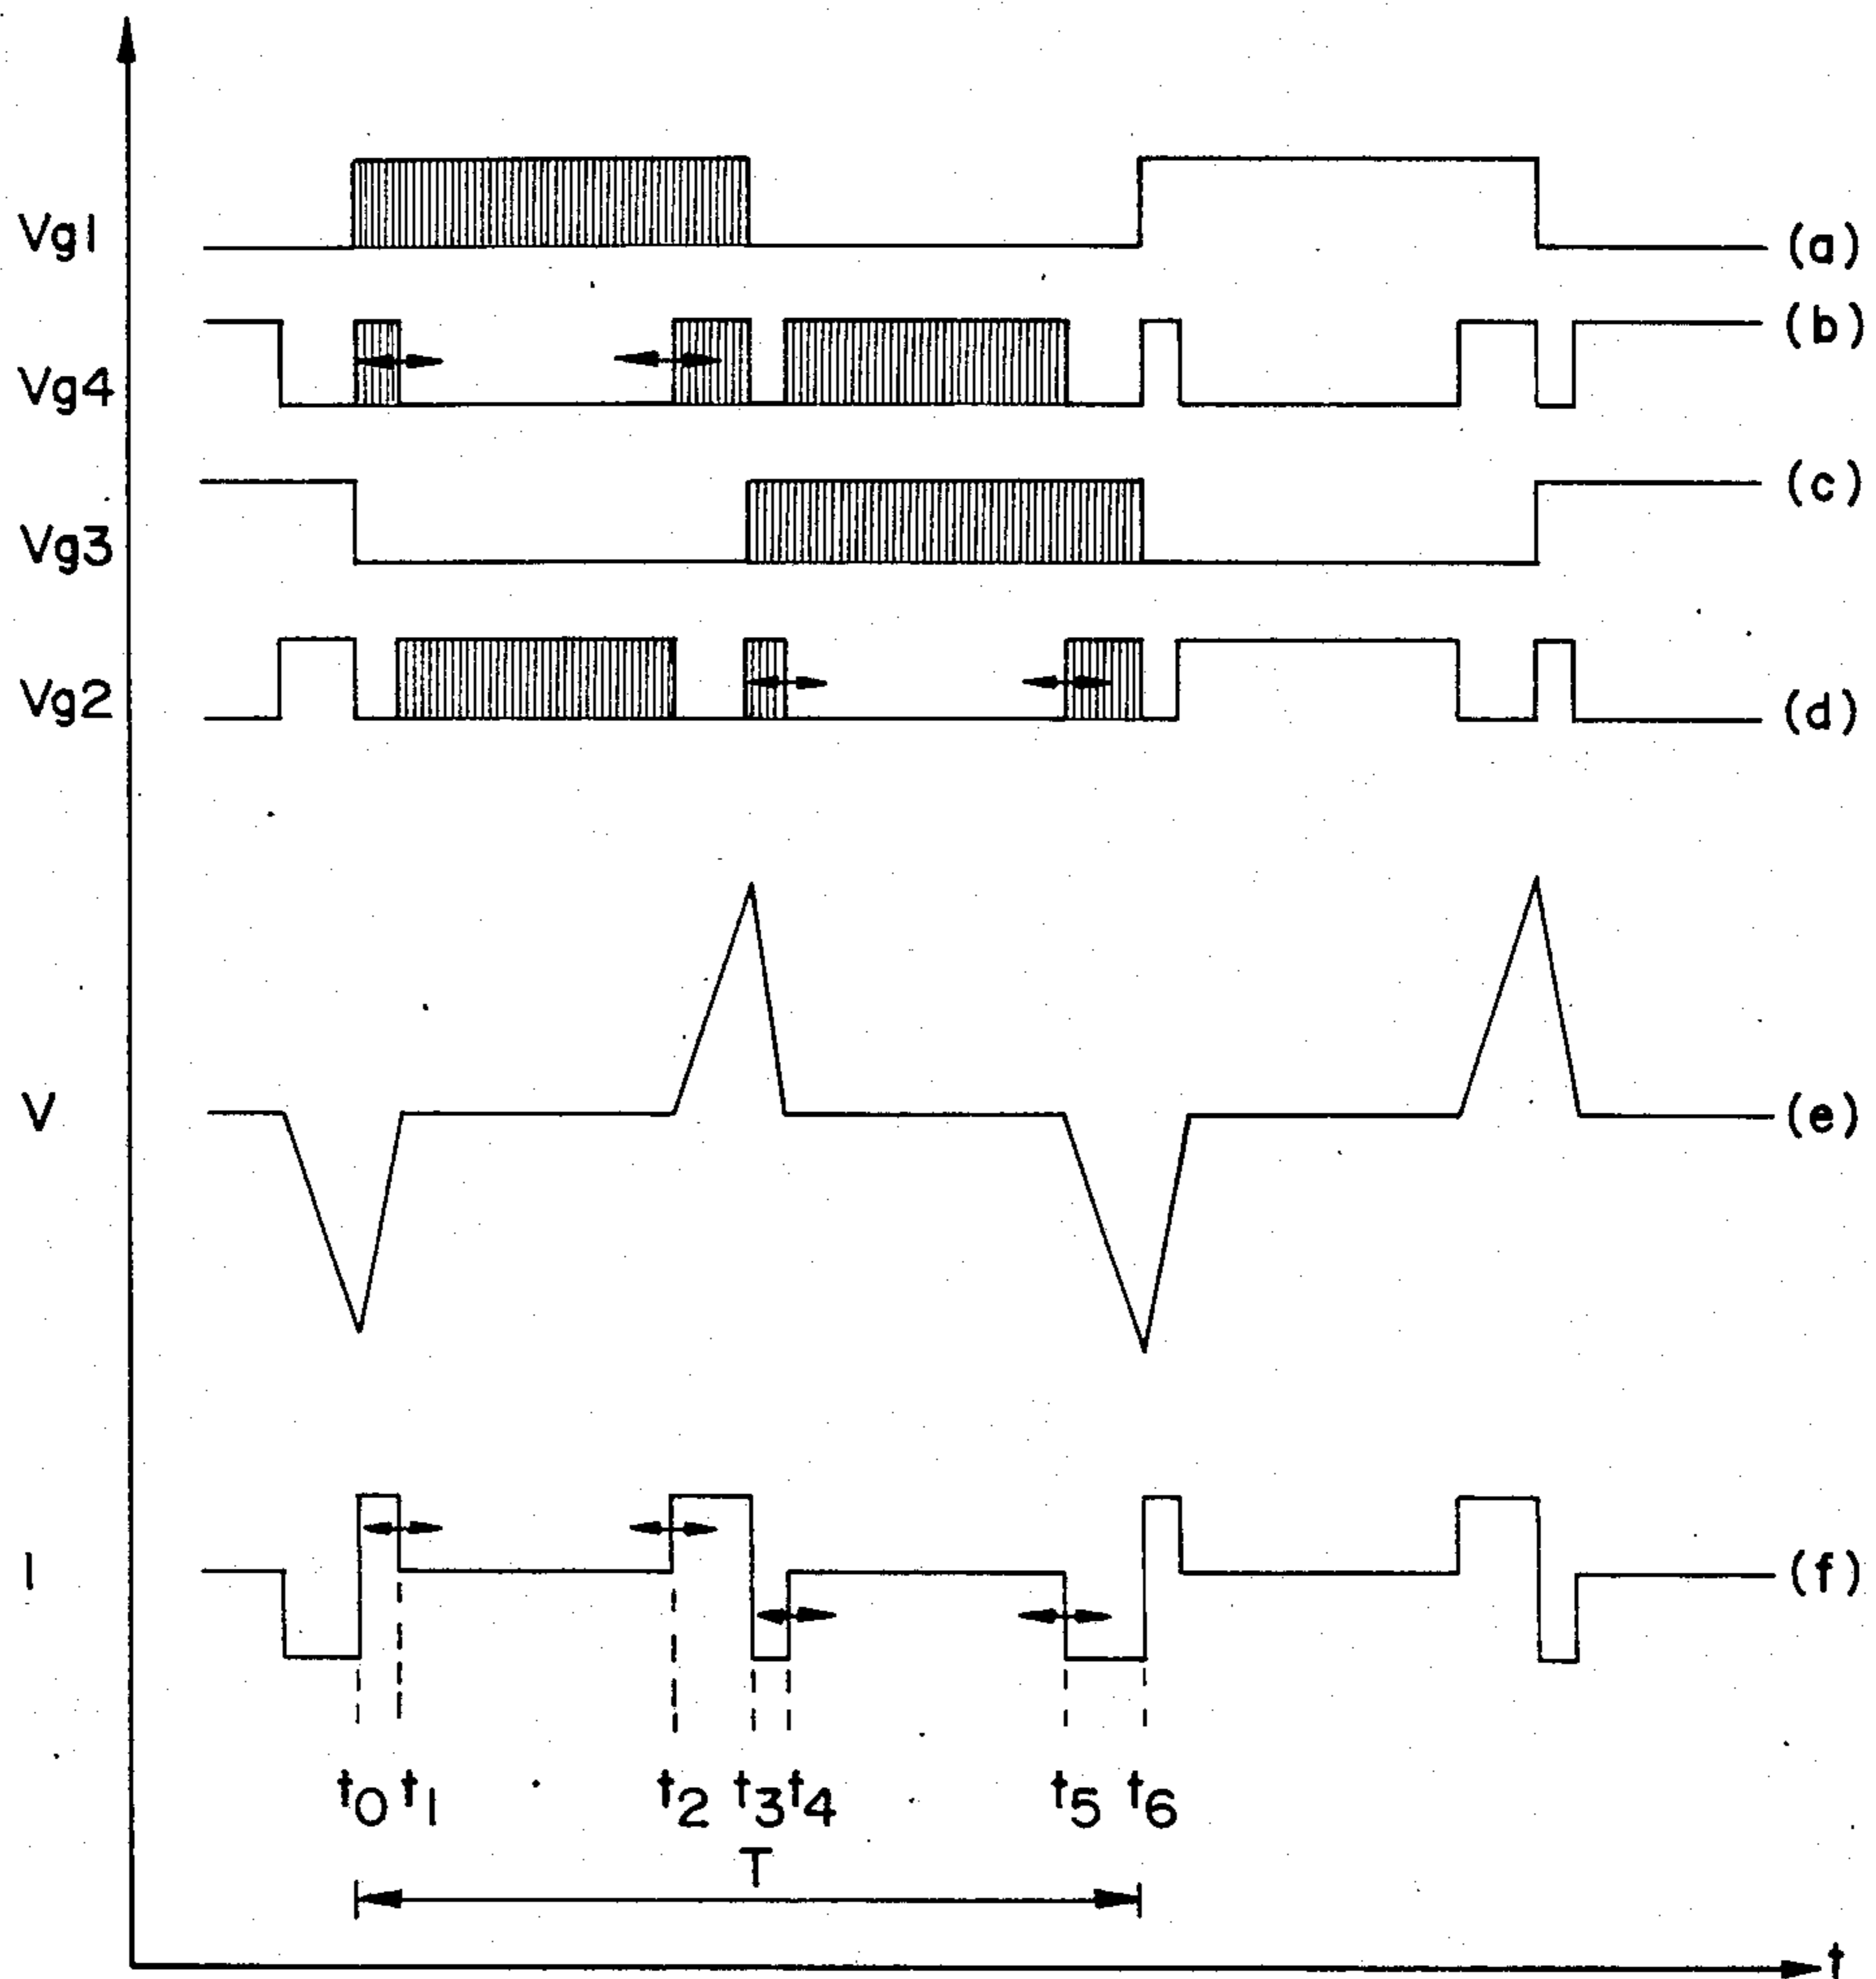 Vg1 (a)
Vg4 (b)
Vg3 (c)
Vg2 (d)
V (e)
I (f)
t0 t1 t2 t3 t4 t5 t6
T
t